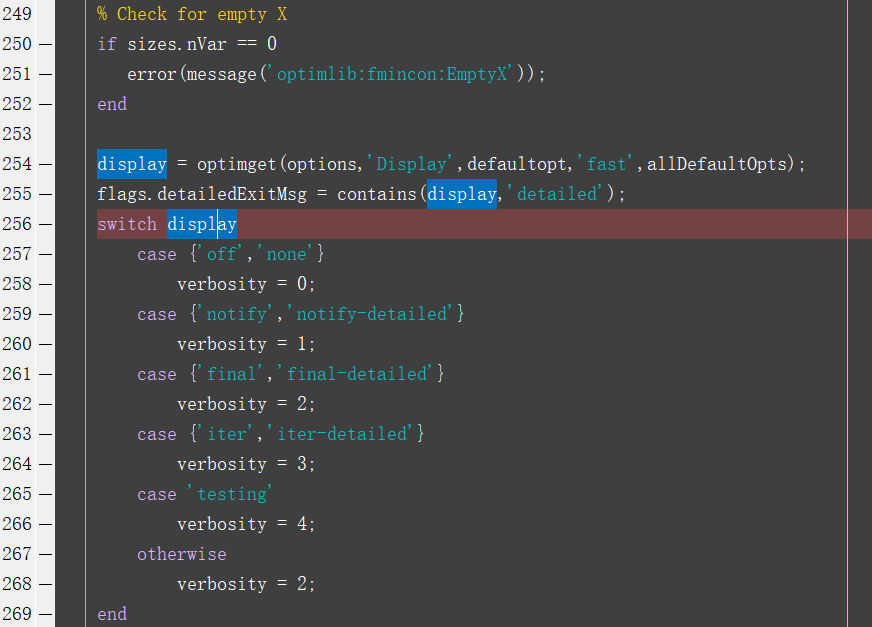 249 % Check for empty X
250 — if sizes.nVar == 0
251 — error(message('optimlib:fmincon:EmptyX'));
252 — end
253
254 — display = optimget(options,'Display',defaultopt,'fast',allDefaultOpts);
255 — flags.detailedExitMsg = contains(display,'detailed');
256 — switch display
257 — case {'off','none'}
258 — verbosity = 0;
259 — case {'notify','notify-detailed'}
260 — verbosity = 1;
261 — case {'final','final-detailed'}
262 — verbosity = 2;
263 — case {'iter','iter-detailed'}
264 — verbosity = 3;
265 — case 'testing'
266 — verbosity = 4;
267 — otherwise
268 — verbosity = 2;
269 — end